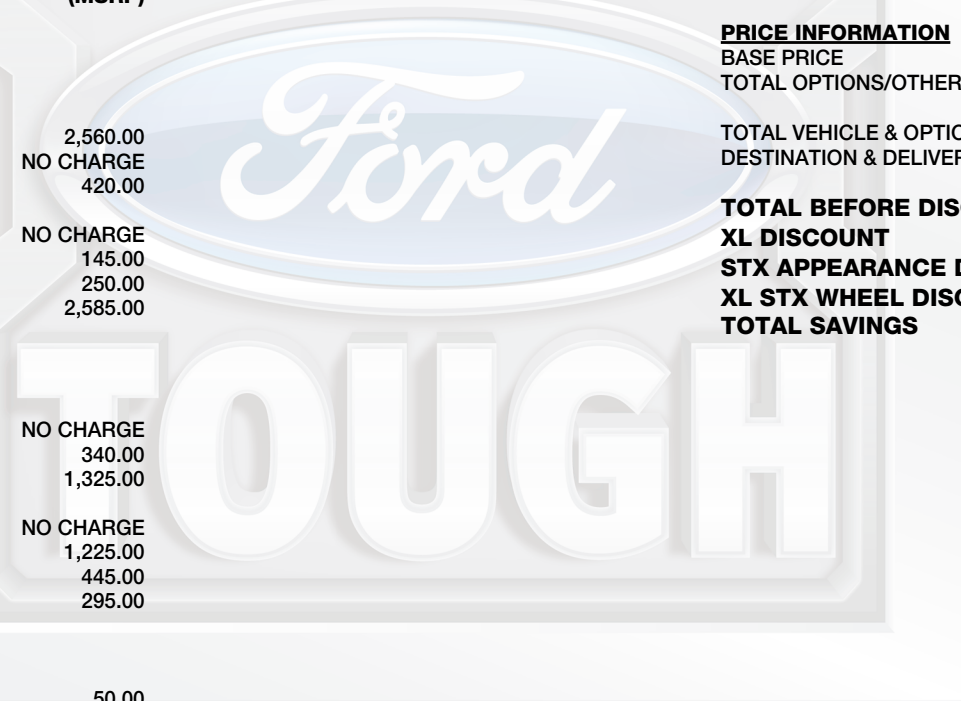 (MSRP)
2,560.00
NO CHARGE
420.00
NO CHARGE
145.00
250.00
2,585.00
NO CHARGE
340.00
1,325.00
NO CHARGE
1,225.00
445.00
295.00
50.00
Ford
TOUGH
PRICE INFORMATION
BASE PRICE
TOTAL OPTIONS/OTHER
TOTAL VEHICLE & OPTIO
DESTINATION & DELIVER
TOTAL BEFORE DISC
XL DISCOUNT
STX APPEARANCE D
XL STX WHEEL DISC
TOTAL SAVINGS